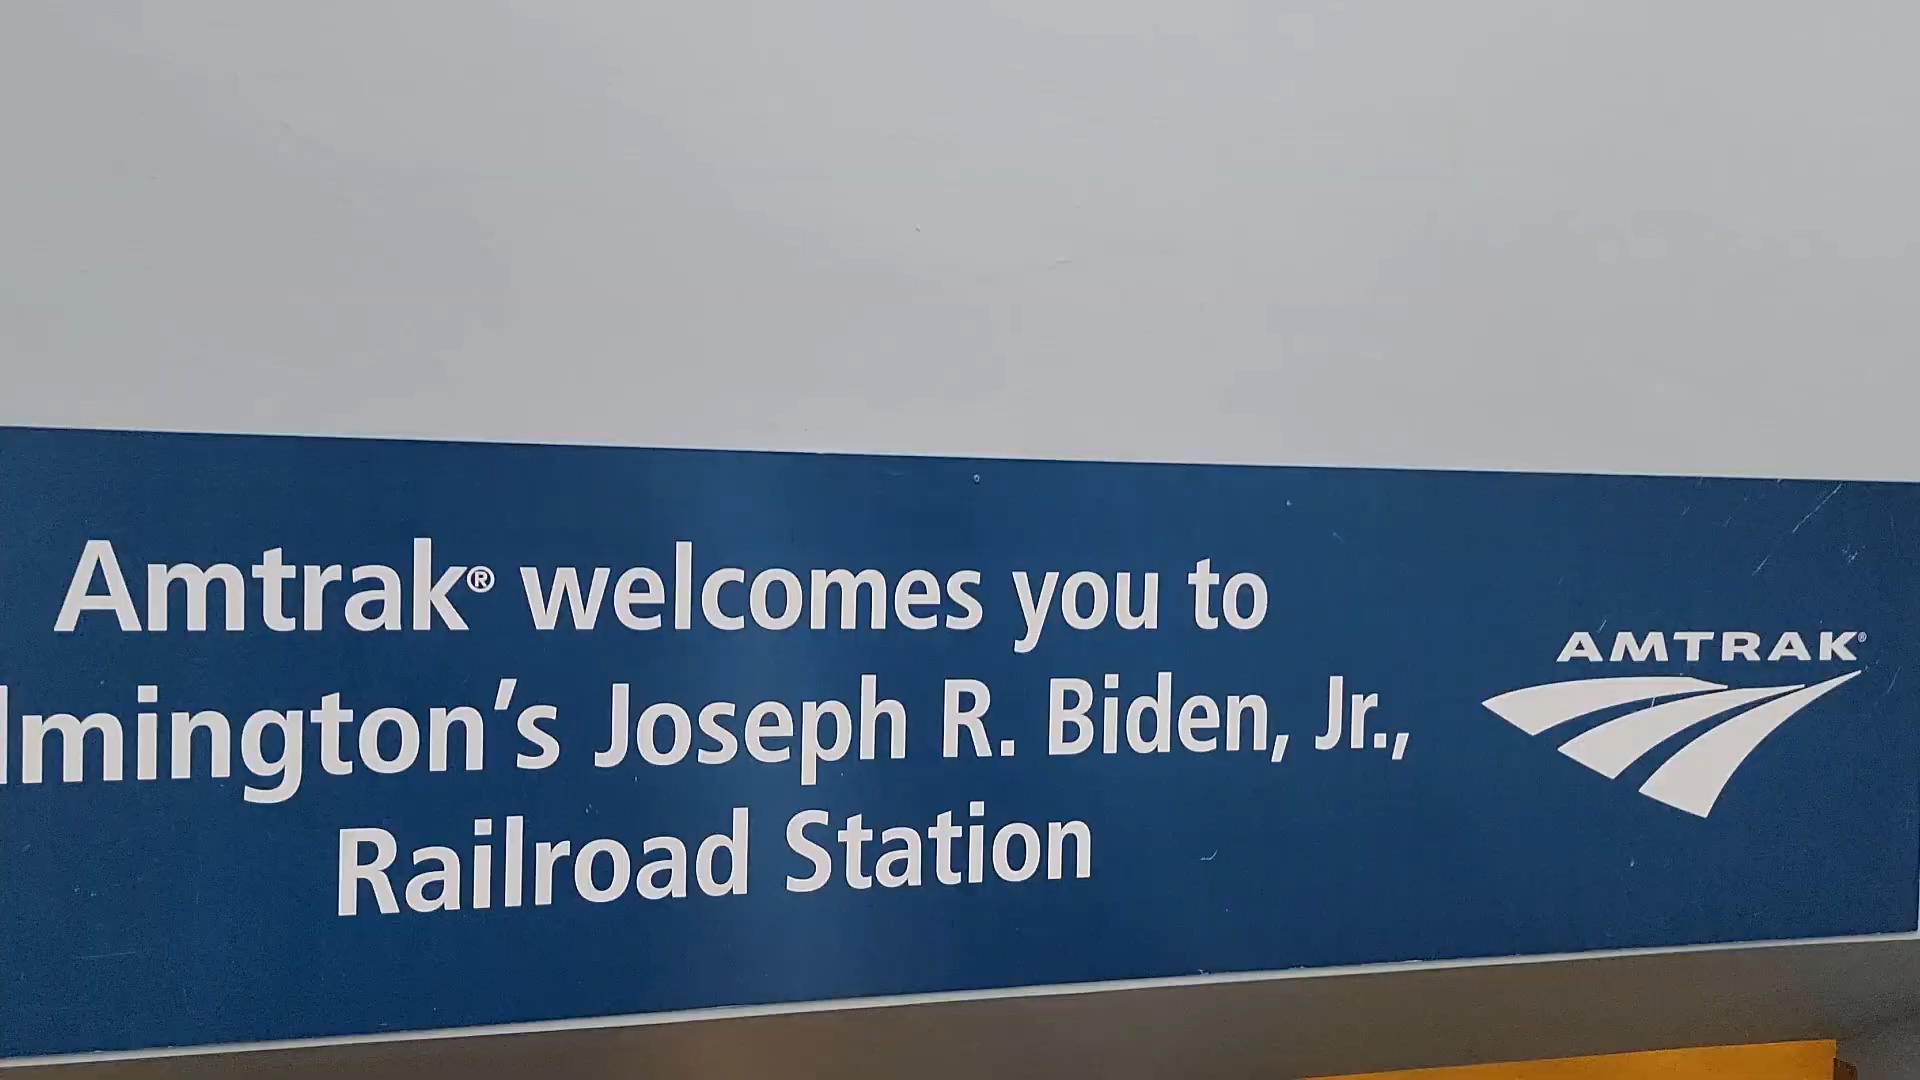 Amtrak® welcomes you to
lmington's Joseph R. Biden, Jr.,
Railroad Station
AMTRAK®